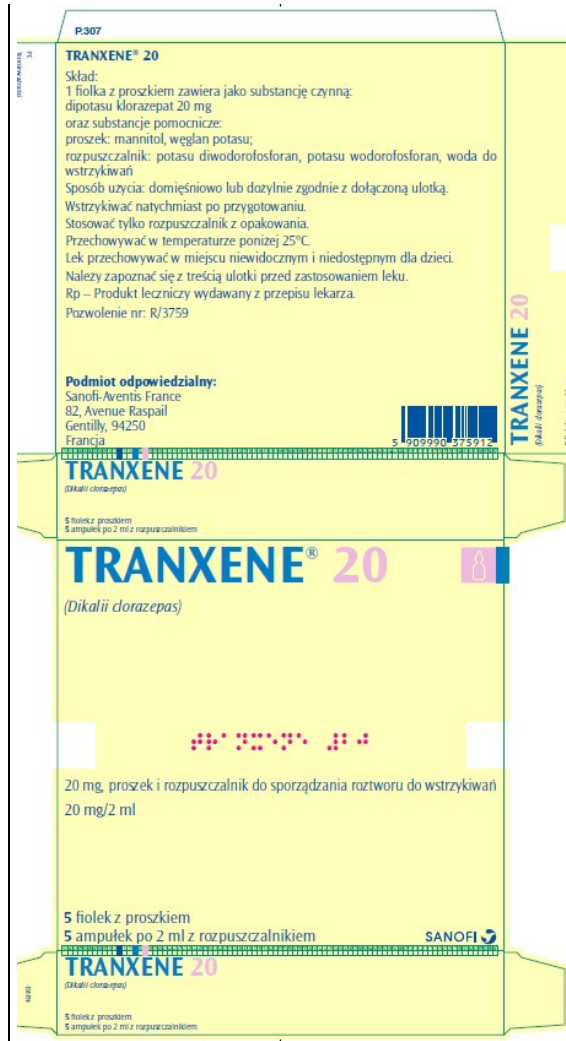 P.307
TRANXENE® 20
Skład:
1 fiolka z proszkiem zawiera jako substancję czynną:
dipotasu klorazepat 20 mg
oraz substancje pomocnicze:
proszek: mannitol, węglan potasu;
rozpuszczalnik: potasu diwodorofosforan, potasu wodorofosforan, woda do
wstrzykiwań
Sposób użycia: domięśniowo lub dożylnie zgodnie z dołączoną ulotką.
Wstrzykiwać natychmiast po przygotowaniu.
Stosować tylko rozpuszczalnik z opakowania.
Przechowywać w temperaturze poniżej 25°C.
Lek przechowywać w miejscu niewidocznym i niedostępnym dla dzieci.
Należy zapoznać się z treścią ulotki przed zastosowaniem leku.
Rp – Produkt leczniczy wydawany z przepisu lekarza.
Pozwolenie nr: R/3759
Podmiot odpowiedzialny:
Sanofi-Aventis France
82, Avenue Raspail
Gentilly, 94250
Francja
5 909990 375912
TRANXENE 20
(Dikalii clorazepas)
TRANXENE 20
(Dikalii clorazepas)
5 fiolek z proszkiem
5 ampułek po 2 ml z rozpuszczalnikiem
TRANXENE® 20
(Dikalii clorazepas)
20 mg, proszek i rozpuszczalnik do sporządzania roztworu do wstrzykiwań
20 mg/2 ml
5 fiolek z proszkiem
5 ampułek po 2 ml z rozpuszczalnikiem
SANOFI
TRANXENE 20
(Dikalii clorazepas)
5 fiolek z proszkiem
5 ampułek po 2 ml z rozpuszczalnikiem